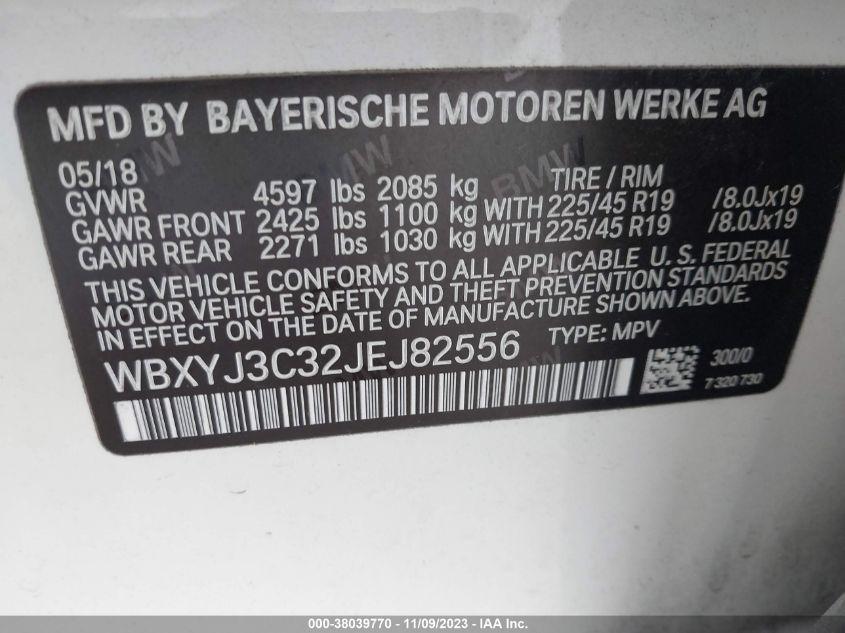 MFD BY BAYERISCHE MOTOREN WERKE AG
05/18 TIRE / RIM
GVWR 4597 lbs 2085 kg
GAWR FRONT 2425 lbs 1100 kg WITH 225/45 R19 /8.0Jx19
GAWR REAR 2271 lbs 1030 kg WITH 225/45 R19 /8.0Jx19
THIS VEHICLE CONFORMS TO ALL APPLICABLE U. S. FEDERAL
MOTOR VEHICLE SAFETY AND THEFT PREVENTION STANDARDS
IN EFFECT ON THE DATE OF MANUFACTURE SHOWN ABOVE.
WBXYJ3C32JEJ82556 TYPE: MPV
300/0
7 320 730
000-38039770 - 11/09/2023 - IAA Inc.